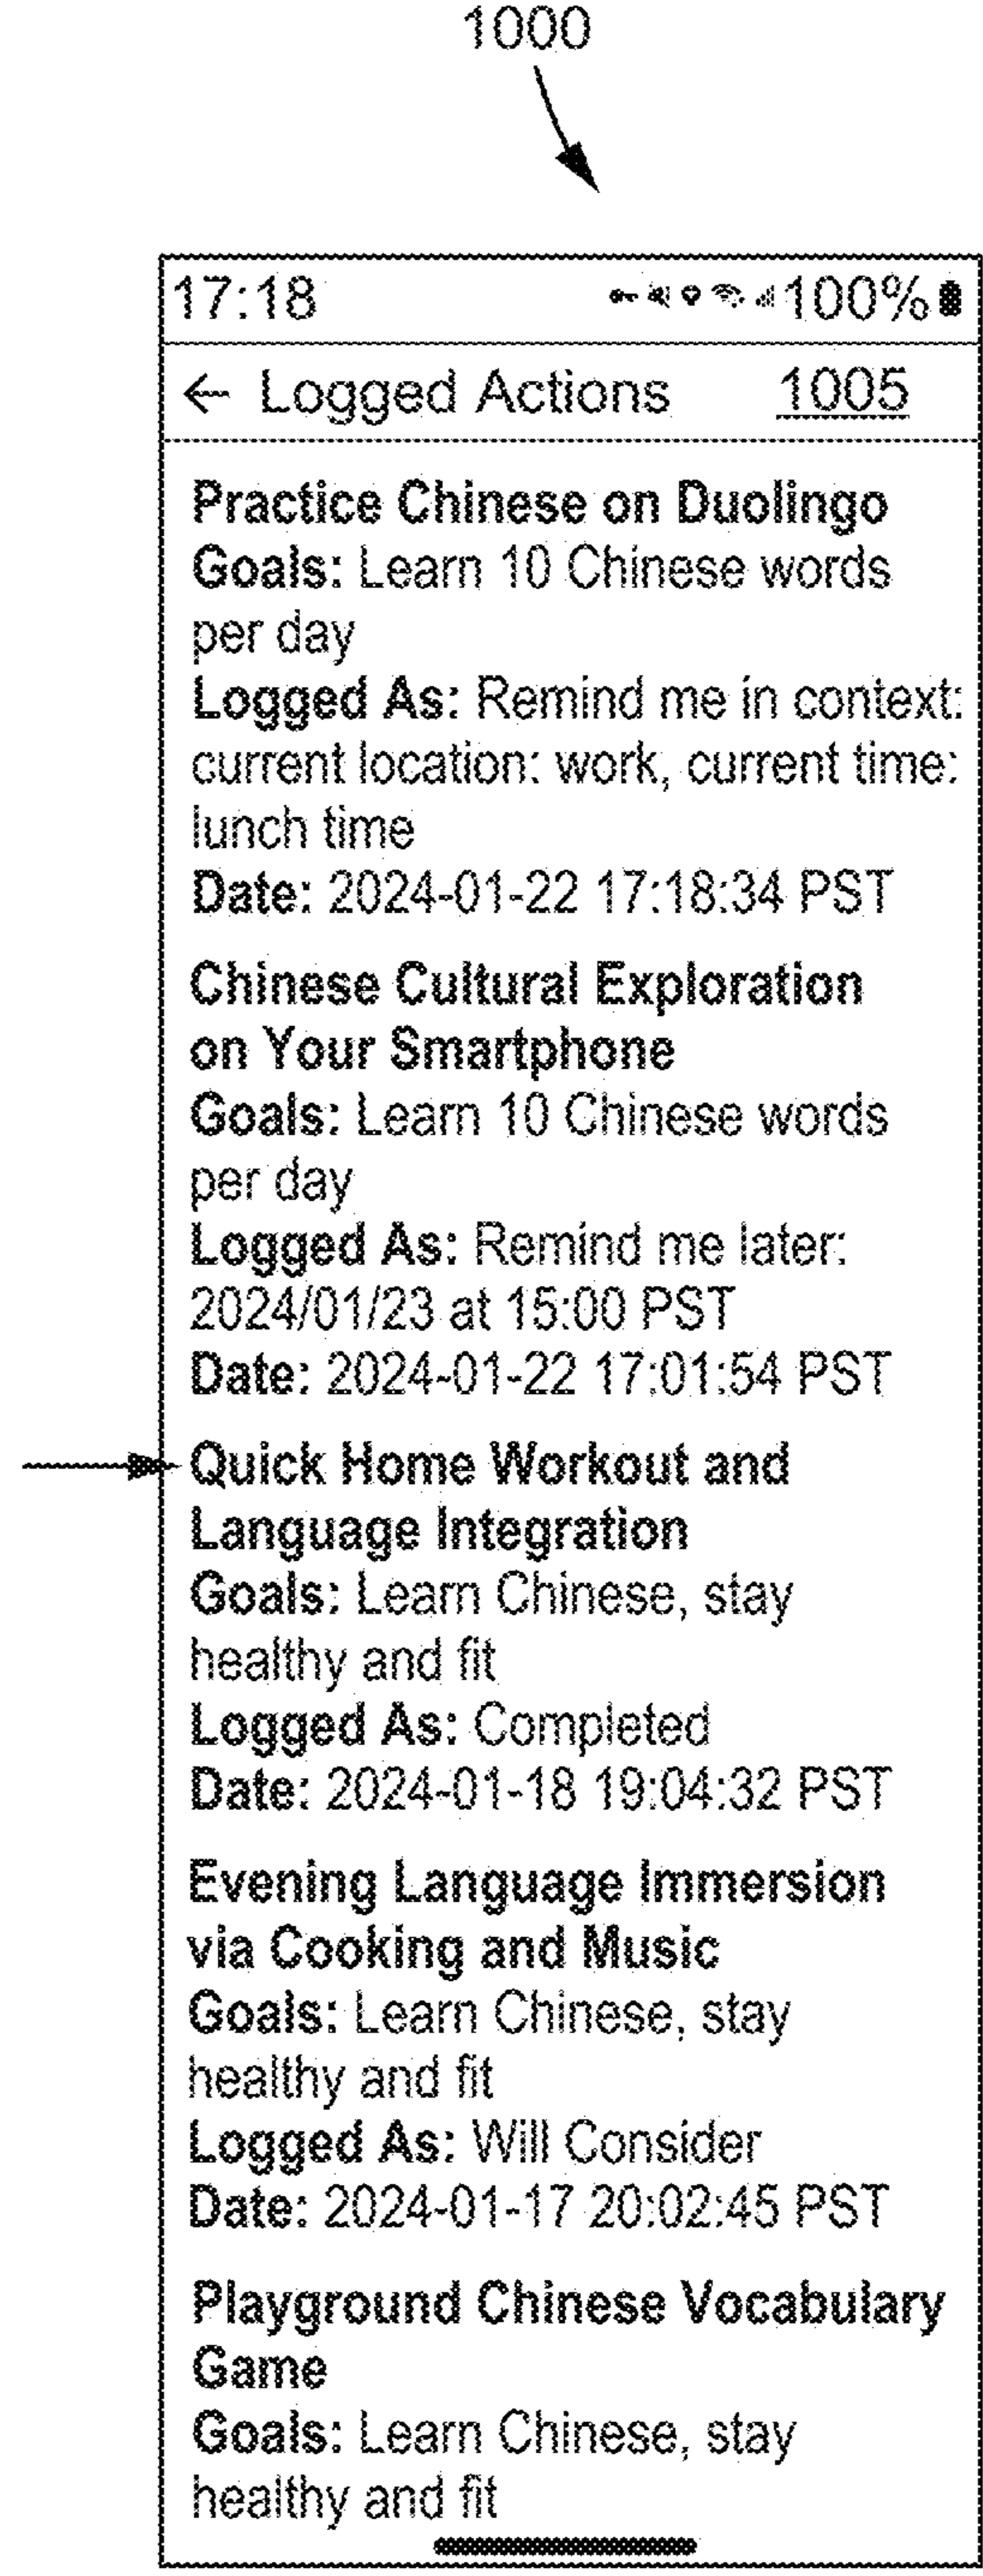 1000
17:18 100%
← Logged Actions 1005
Practice Chinese on Duolingo
Goals: Learn 10 Chinese words
per day
Logged As: Remind me in context:
current location: work, current time:
lunch time
Date: 2024-01-22 17:18:34 PST
Chinese Cultural Exploration
on Your Smartphone
Goals: Learn 10 Chinese words
per day
Logged As: Remind me later:
2024/01/23 at 15:00 PST
Date: 2024-01-22 17:01:54 PST
Quick Home Workout and
Language Integration
Goals: Learn Chinese, stay
healthy and fit
Logged As: Completed
Date: 2024-01-18 19:04:32 PST
Evening Language Immersion
via Cooking and Music
Goals: Learn Chinese, stay
healthy and fit
Logged As: Will Consider
Date: 2024-01-17 20:02:45 PST
Playground Chinese Vocabulary
Game
Goals: Learn Chinese, stay
healthy and fit